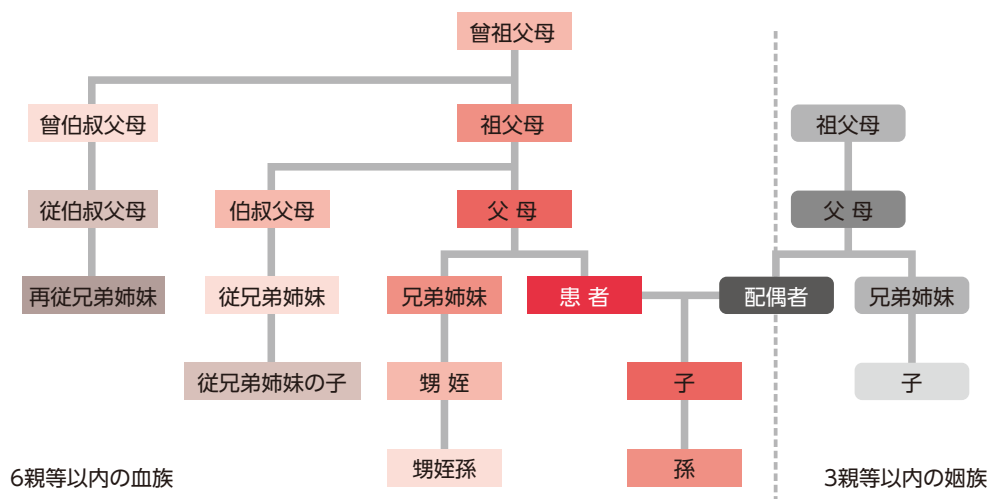 曾祖父母
曾伯叔父母
祖父母
祖父母
従伯叔父母
伯叔父母
父 母
父 母
再従兄弟姉妹
従兄弟姉妹
兄弟姉妹
患 者
配偶者
兄弟姉妹
従兄弟姉妹の子
甥 姪
子
子
甥姪孫
孫
6親等以内の血族
3親等以内の姻族